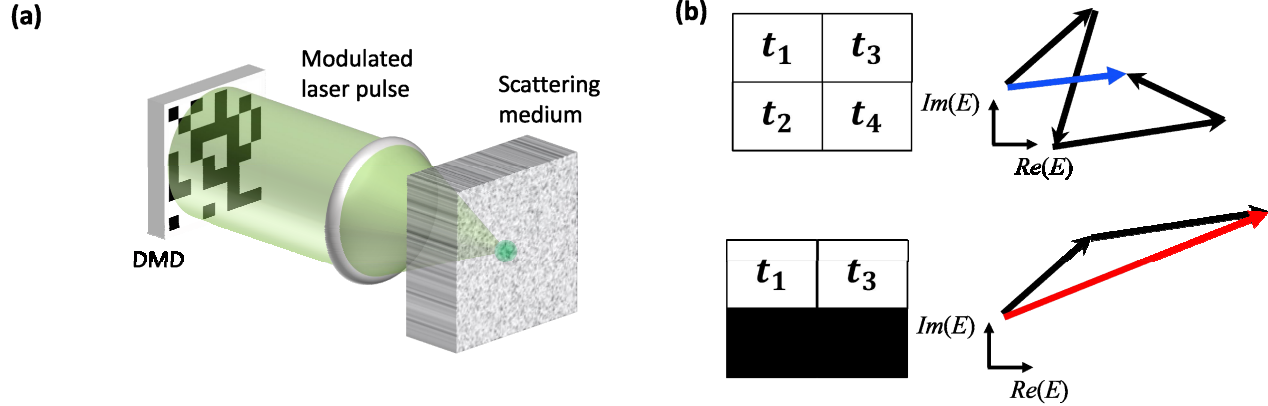 (a)
Modulated
laser pulse
Scattering
medium
DMD
(b)
t₁ t₃
t₂ t₄
Im(E)
Re(E)
t₁ t₃
Im(E)
Re(E)